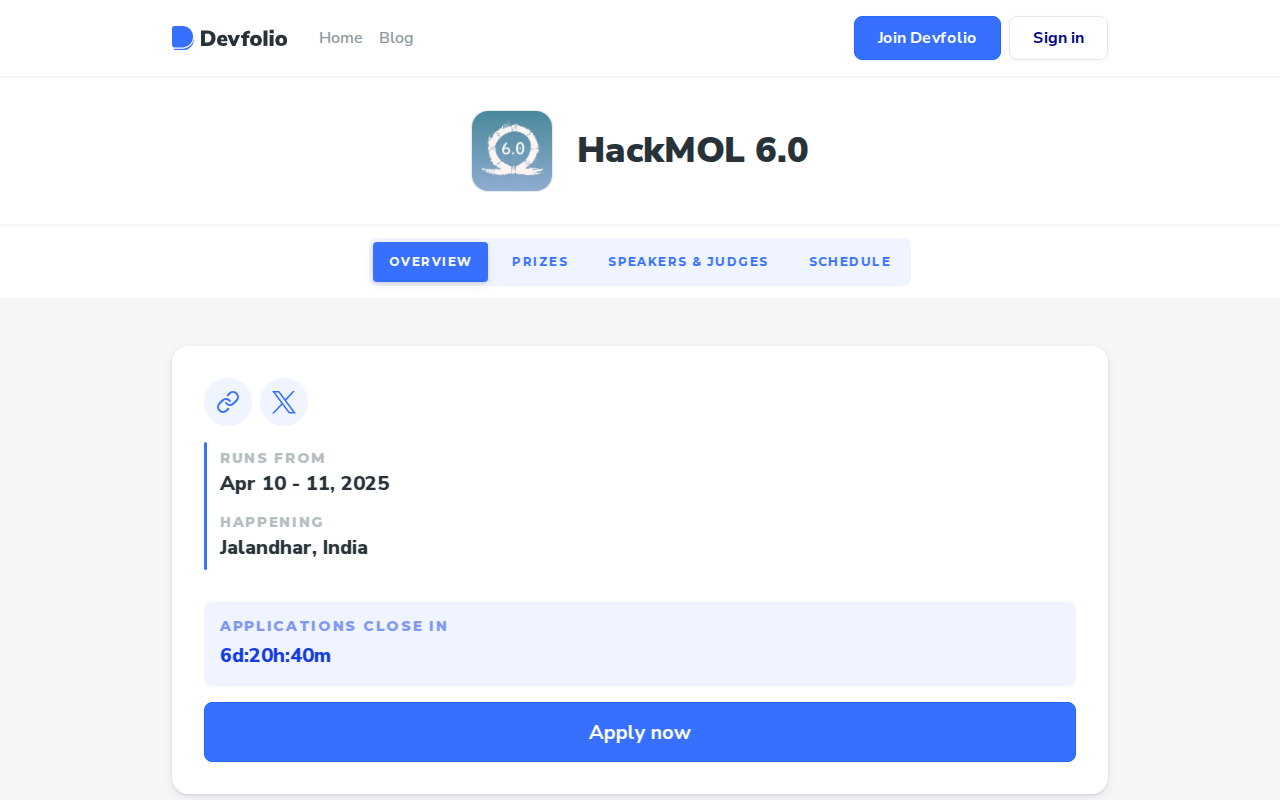 Devfolio Home Blog Join Devfolio Sign in
6.0 HackMOL 6.0
OVERVIEW PRIZES SPEAKERS & JUDGES SCHEDULE
RUNS FROM
Apr 10 - 11, 2025
HAPPENING
Jalandhar, India
APPLICATIONS CLOSE IN
6d:20h:40m
Apply now